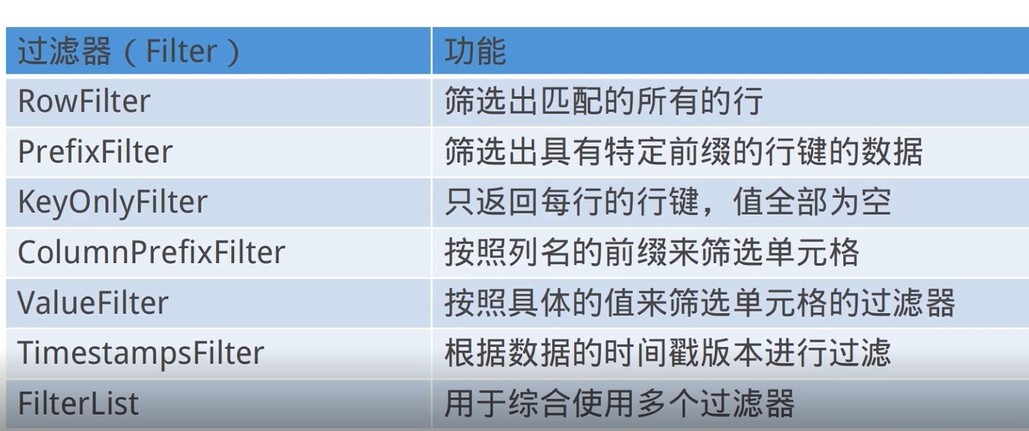 过滤器（Filter） 功能
RowFilter 筛选出匹配的所有的行
PrefixFilter 筛选出具有特定前缀的行键的数据
KeyOnlyFilter 只返回每行的行键，值全部为空
ColumnPrefixFilter 按照列名的前缀来筛选单元格
ValueFilter 按照具体的值来筛选单元格的过滤器
TimestampsFilter 根据数据的时间戳版本进行过滤
FilterList 用于综合使用多个过滤器